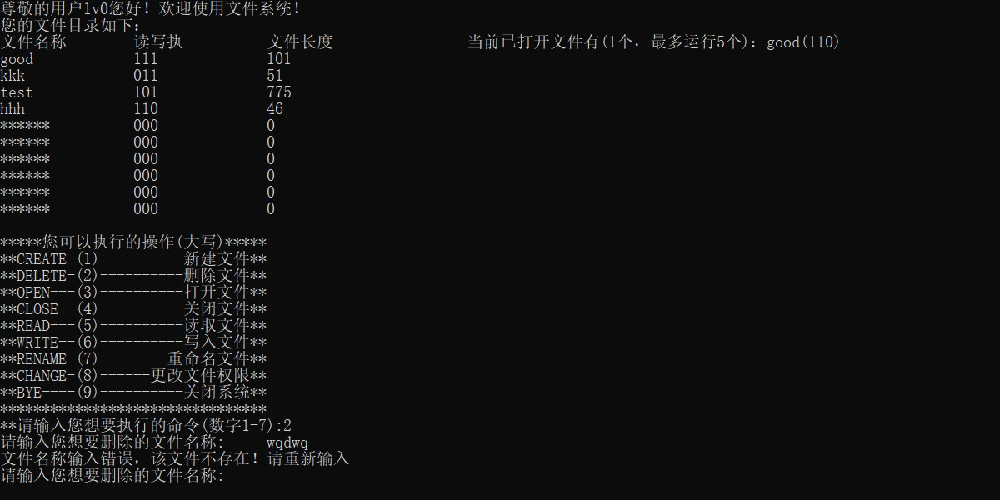 尊敬的用户lv0您好！欢迎使用文件系统！
您的文件目录如下：
文件名称 读写执 文件长度 当前已打开文件有(1个，最多运行5个)：good(110)
good 111 101
kkk 011 51
test 101 775
hhh 110 46
****** 000 0
****** 000 0
****** 000 0
****** 000 0
****** 000 0
****** 000 0
*****您可以执行的操作(大写)*****
**CREATE-(1)----------新建文件**
**DELETE-(2)----------删除文件**
**OPEN---(3)----------打开文件**
**CLOSE--(4)----------关闭文件**
**READ---(5)----------读取文件**
**WRITE--(6)----------写入文件**
**RENAME-(7)--------重命名文件**
**CHANGE-(8)------更改文件权限**
**BYE----(9)----------关闭系统**
********************************
**请输入您想要执行的命令(数字1-7):2
请输入您想要删除的文件名称: wqdwq
文件名称输入错误，该文件不存在！请重新输入
请输入您想要删除的文件名称: